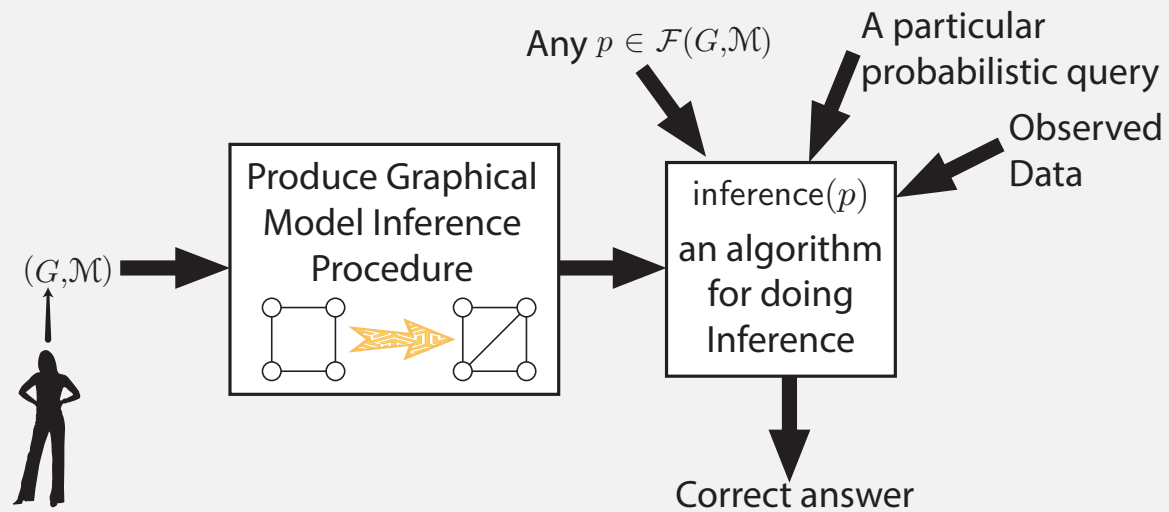 Any p ∈ ℱ(G,ℳ)
A particular
probabilistic query
Observed
Data
(G,ℳ)
Produce Graphical
Model Inference
Procedure
inference(p)
an algorithm
for doing
Inference
Correct answer